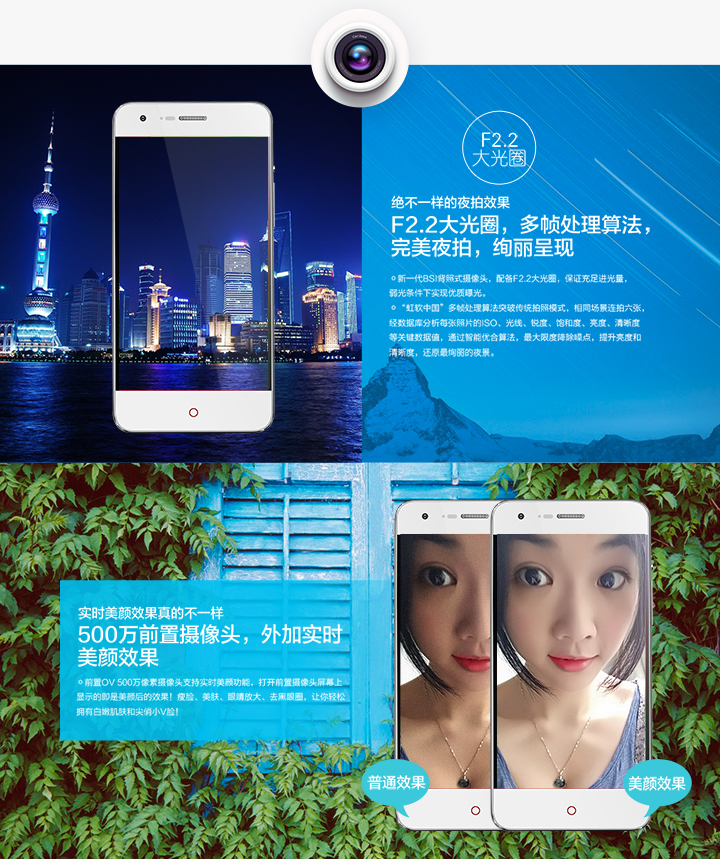 F2.2
大光圈
绝不一样的夜拍效果
F2.2大光圈，多帧处理算法，
完美夜拍，绚丽呈现
新一代BSI背照式摄像头，配备F2.2大光圈，保证充足进光量，
弱光条件下实现优质曝光。
“虹软中国”多帧处理算法突破传统拍照模式，相同场景连拍六张，
经数据库分析每张照片的ISO、光线、锐度、饱和度、亮度、清晰度
等关键数据值，通过智能优合算法，最大限度降除噪点，提升亮度和
清晰度，还原最绚丽的夜景。
实时美颜效果真的不一样
500万前置摄像头，外加实时
美颜效果
前置OV 500万像素摄像头支持实时美颜功能，打开前置摄像头屏幕上
显示的即是美颜后的效果！瘦脸、美肤、眼睛放大、去黑眼圈，让你轻松
拥有白嫩肌肤和尖俏小V脸！
普通效果
美颜效果